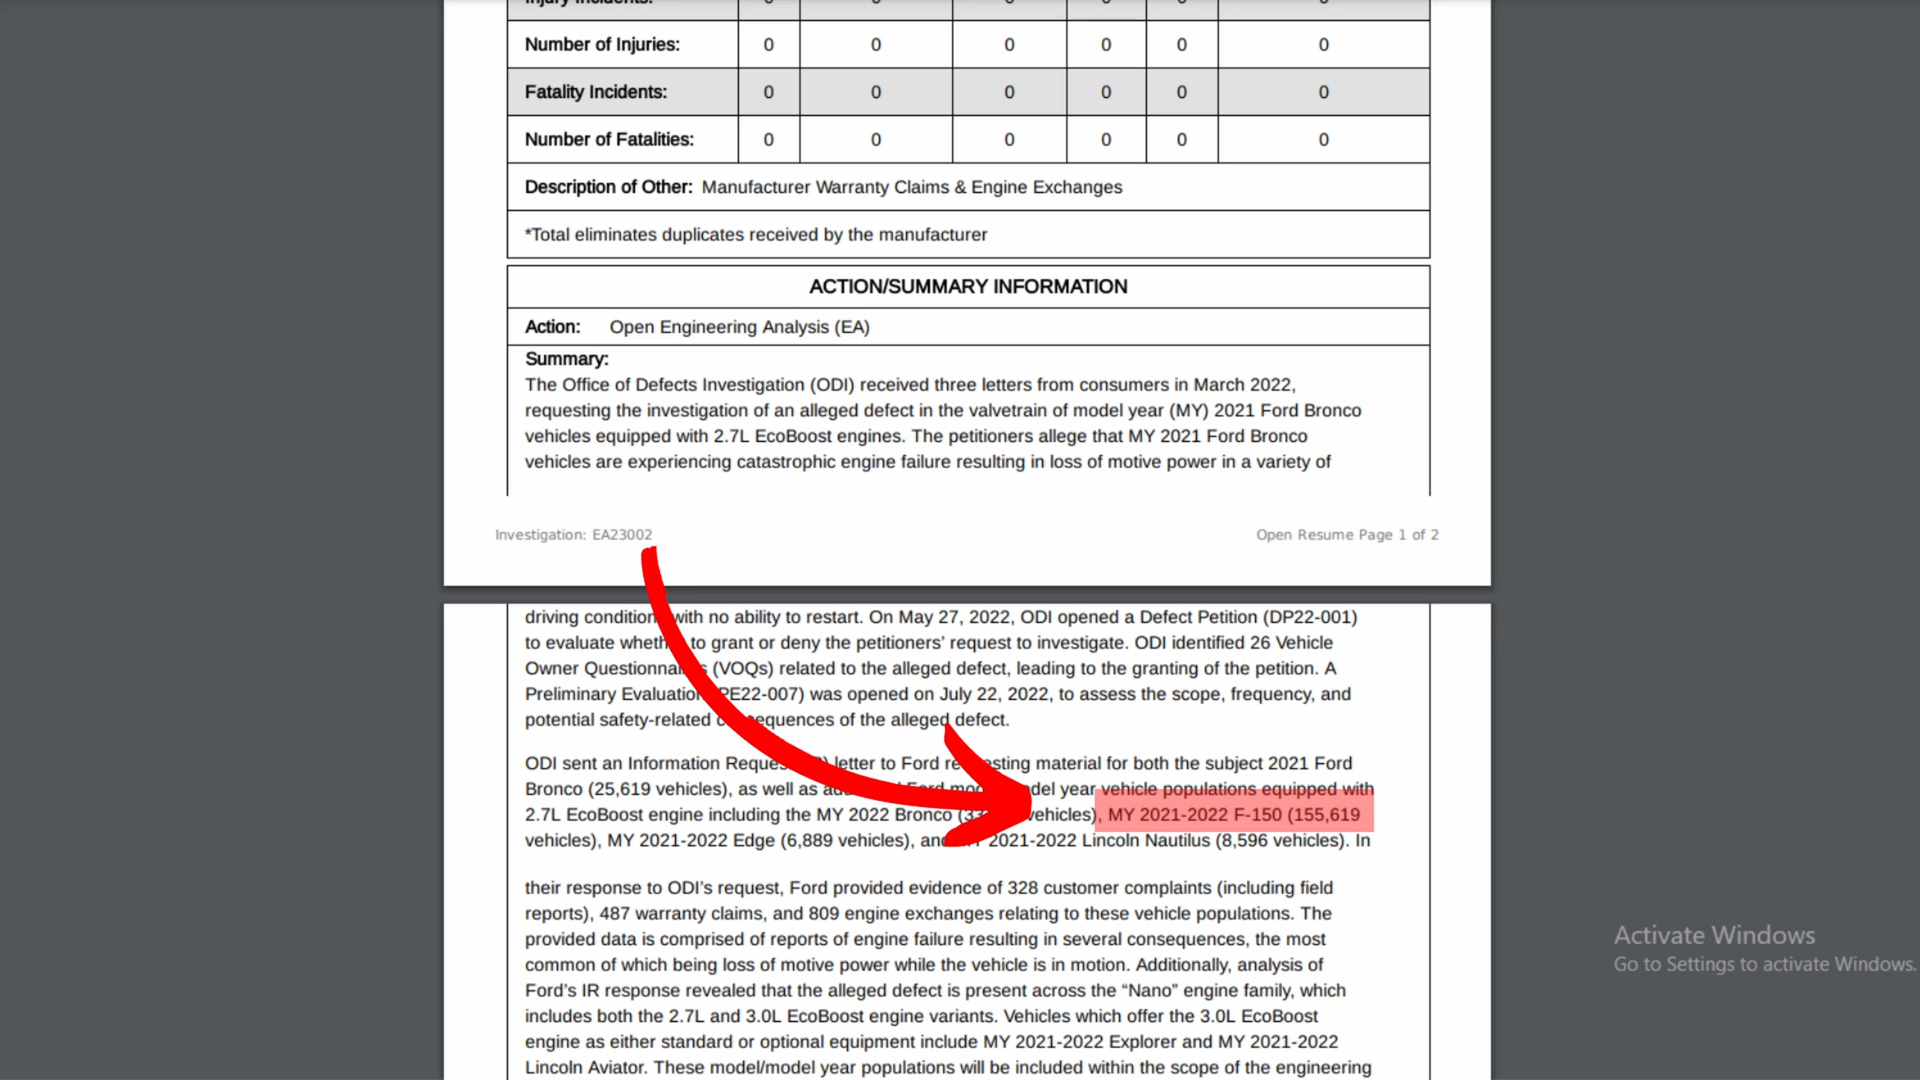 Injury Incidents: 0 0 0 0 0 0
Number of Injuries: 0 0 0 0 0 0
Fatality Incidents: 0 0 0 0 0 0
Number of Fatalities: 0 0 0 0 0 0
Description of Other: Manufacturer Warranty Claims & Engine Exchanges
*Total eliminates duplicates received by the manufacturer
ACTION/SUMMARY INFORMATION
Action: Open Engineering Analysis (EA)
Summary:
The Office of Defects Investigation (ODI) received three letters from consumers in March 2022,
requesting the investigation of an alleged defect in the valvetrain of model year (MY) 2021 Ford Bronco
vehicles equipped with 2.7L EcoBoost engines. The petitioners allege that MY 2021 Ford Bronco
vehicles are experiencing catastrophic engine failure resulting in loss of motive power in a variety of
Investigation: EA23002
Open Resume Page 1 of 2
driving condition with no ability to restart. On May 27, 2022, ODI opened a Defect Petition (DP22-001)
to evaluate to grant or deny the petitioners’ request to investigate. ODI identified 26 Vehicle
Owner (VOQs) related to the alleged defect, leading to the granting of the petition. A
Preliminary Evaluation PE22-007) was opened on July 22, 2022, to assess the scope, frequency, and
potential safety-related of the alleged defect.
ODI sent an Information letter to Ford material for both the subject 2021 Ford
Bronco (25,619 vehicles), as well as year vehicle populations equipped with
2.7L EcoBoost engine including the MY 2022 Bronco vehicles), MY 2021-2022 F-150 (155,619
vehicles), MY 2021-2022 Edge (6,889 vehicles), 2021-2022 Lincoln Nautilus (8,596 vehicles). In
their response to ODI’s request, Ford provided evidence of 328 customer complaints (including field
reports), 487 warranty claims, and 809 engine exchanges relating to these vehicle populations. The
provided data is comprised of reports of engine failure resulting in several consequences, the most
common of which being loss of motive power while the vehicle is in motion. Additionally, analysis of
Ford’s IR response revealed that the alleged defect is present across the “Nano” engine family, which
includes both the 2.7L and 3.0L EcoBoost engine variants. Vehicles which offer the 3.0L EcoBoost
engine as either standard or optional equipment include MY 2021-2022 Explorer and MY 2021-2022
Lincoln Aviator. These model/model year populations will be included within the scope of the engineering
Activate Windows
Go to Settings to activate Windows.